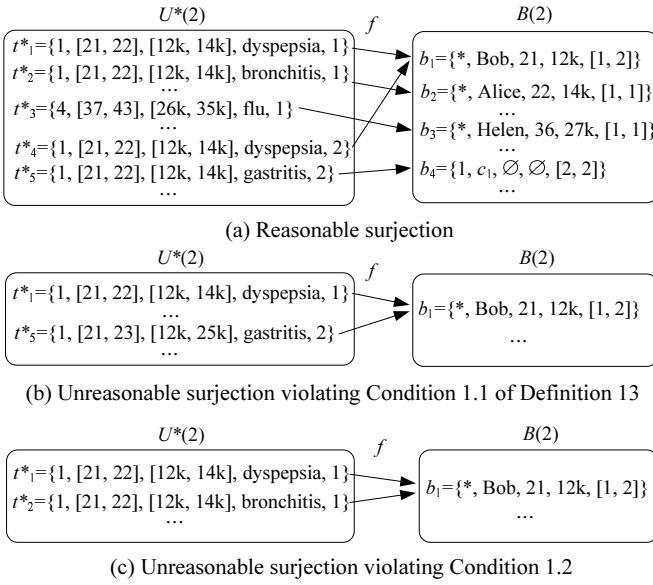 U*(2) f B(2)
t*₁={1, [21, 22], [12k, 14k], dyspepsia, 1}
t*₂={1, [21, 22], [12k, 14k], bronchitis, 1}
...
t*₃={4, [37, 43], [26k, 35k], flu, 1}
...
t*₄={1, [21, 22], [12k, 14k], dyspepsia, 2}
t*₅={1, [21, 22], [12k, 14k], gastritis, 2}
...
b₁={*, Bob, 21, 12k, [1, 2]}
b₂={*, Alice, 22, 14k, [1, 1]}
...
b₃={*, Helen, 36, 27k, [1, 1]}
...
b₄={1, c₁, ∅, ∅, [2, 2]}
...
(a) Reasonable surjection
U*(2) f B(2)
t*₁={1, [21, 22], [12k, 14k], dyspepsia, 1}
...
t*₅={1, [21, 23], [12k, 25k], gastritis, 2}
...
b₁={*, Bob, 21, 12k, [1, 2]}
...
(b) Unreasonable surjection violating Condition 1.1 of Definition 13
U*(2) f B(2)
t*₁={1, [21, 22], [12k, 14k], dyspepsia, 1}
t*₂={1, [21, 22], [12k, 14k], bronchitis, 1}
...
b₁={*, Bob, 21, 12k, [1, 2]}
...
(c) Unreasonable surjection violating Condition 1.2